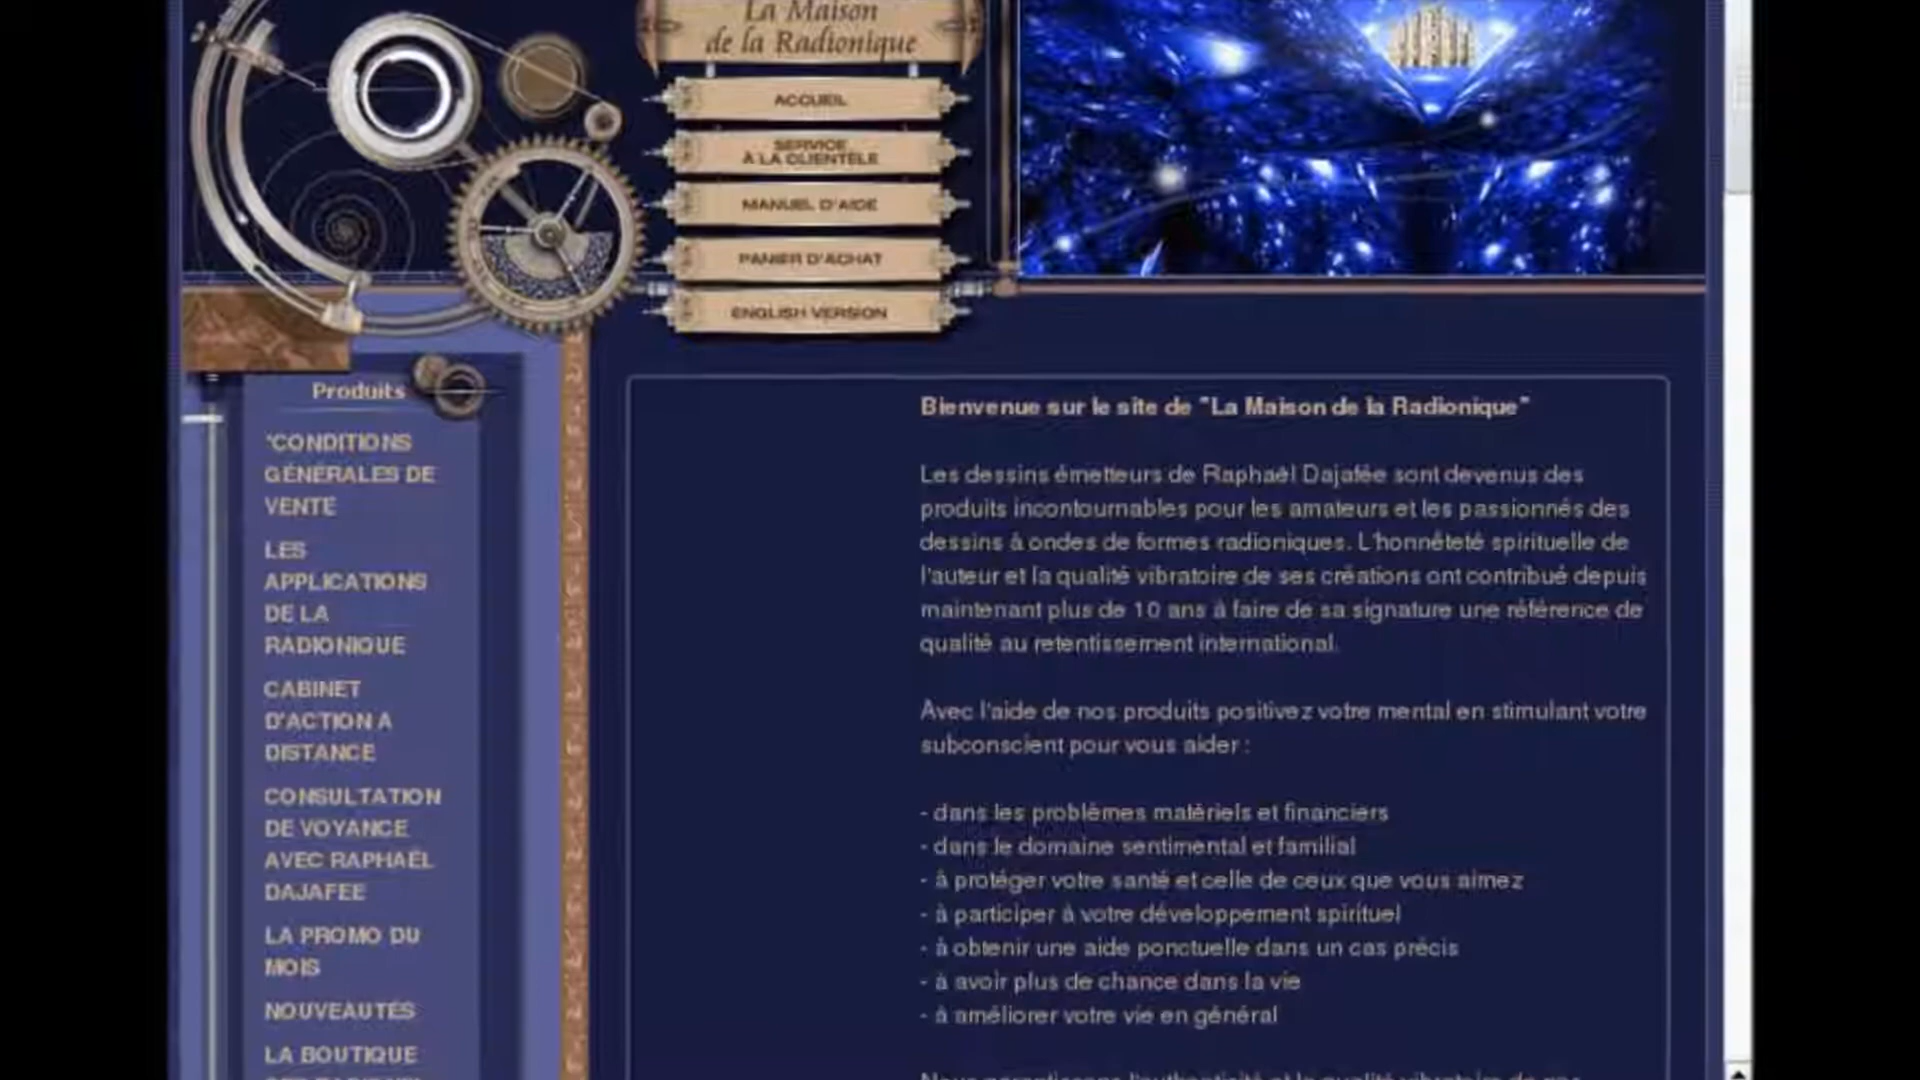 La Maison
de la Radionique
ACCUEIL
SERVICE
À LA CLIENTÈLE
MANUEL D'AIDE
PANIER D'ACHAT
ENGLISH VERSION
Produits
*CONDITIONS
GÉNÉRALES DE
VENTE
LES
APPLICATIONS
DE LA
RADIONIQUE
CABINET
D'ACTION A
DISTANCE
CONSULTATION
DE VOYANCE
AVEC RAPHAËL
DAJAFÉE
LA PROMO DU
MOIS
NOUVEAUTÉS
LA BOUTIQUE
Bienvenue sur le site de "La Maison de la Radionique"
Les dessins émetteurs de Raphaël Dajafée sont devenus des
produits incontournables pour les amateurs et les passionnés des
dessins à ondes de formes radioniques. L'honnêteté spirituelle de
l'auteur et la qualité vibratoire de ses créations ont contribué depuis
maintenant plus de 10 ans à faire de sa signature une référence de
qualité au retentissement international.
Avec l'aide de nos produits positivez votre mental en stimulant votre
subconscient pour vous aider :
- dans les problèmes matériels et financiers
- dans le domaine sentimental et familial
- à protéger votre santé et celle de ceux que vous aimez
- à participer à votre développement spirituel
- à obtenir une aide ponctuelle dans un cas précis
- à avoir plus de chance dans la vie
- à améliorer votre vie en général